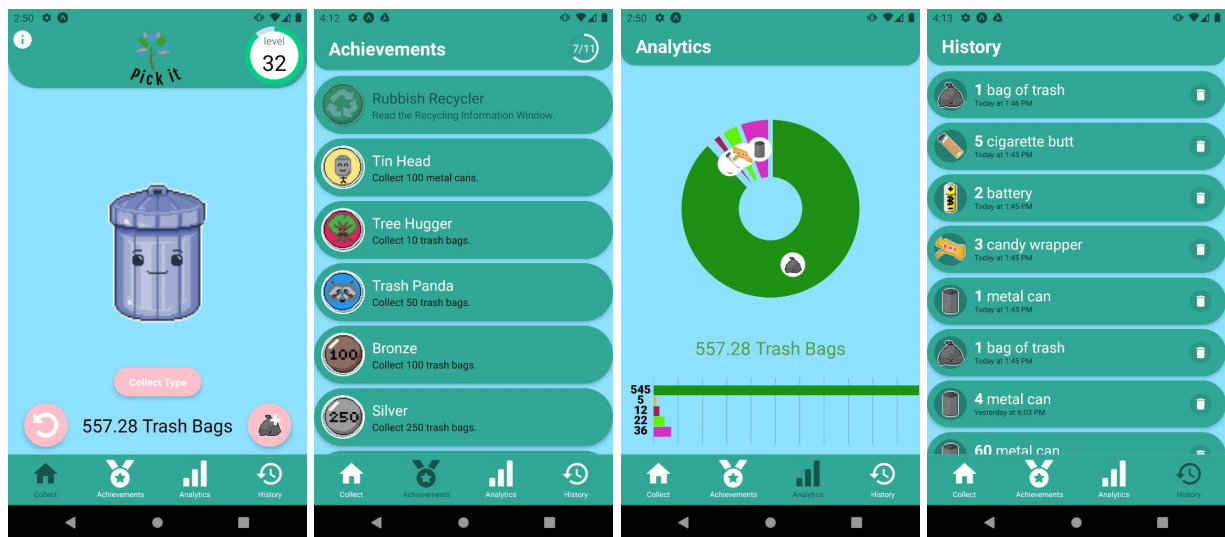 2:50
level
32
Pick it
Collect Type
557.28 Trash Bags
Collect
Achievements
Analytics
History
4:12
Achievements
7/11
Rubbish Recycler
Read the Recycling Information Window.
Tin Head
Collect 100 metal cans.
Tree Hugger
Collect 10 trash bags.
Trash Panda
Collect 50 trash bags.
100
Bronze
Collect 100 trash bags.
250
Silver
Collect 250 trash bags.
Collect
Achievements
Analytics
History
2:50
Analytics
557.28 Trash Bags
545
5
12
22
36
Collect
Achievements
Analytics
History
4:13
History
1 bag of trash
Today at 1:46 PM
5 cigarette butt
Today at 1:45 PM
2 battery
Today at 1:45 PM
3 candy wrapper
Today at 1:45 PM
1 metal can
Today at 1:45 PM
1 bag of trash
Today at 1:45 PM
4 metal can
Yesterday at 6:03 PM
60 metal can
Collect
Achievements
Analytics
History